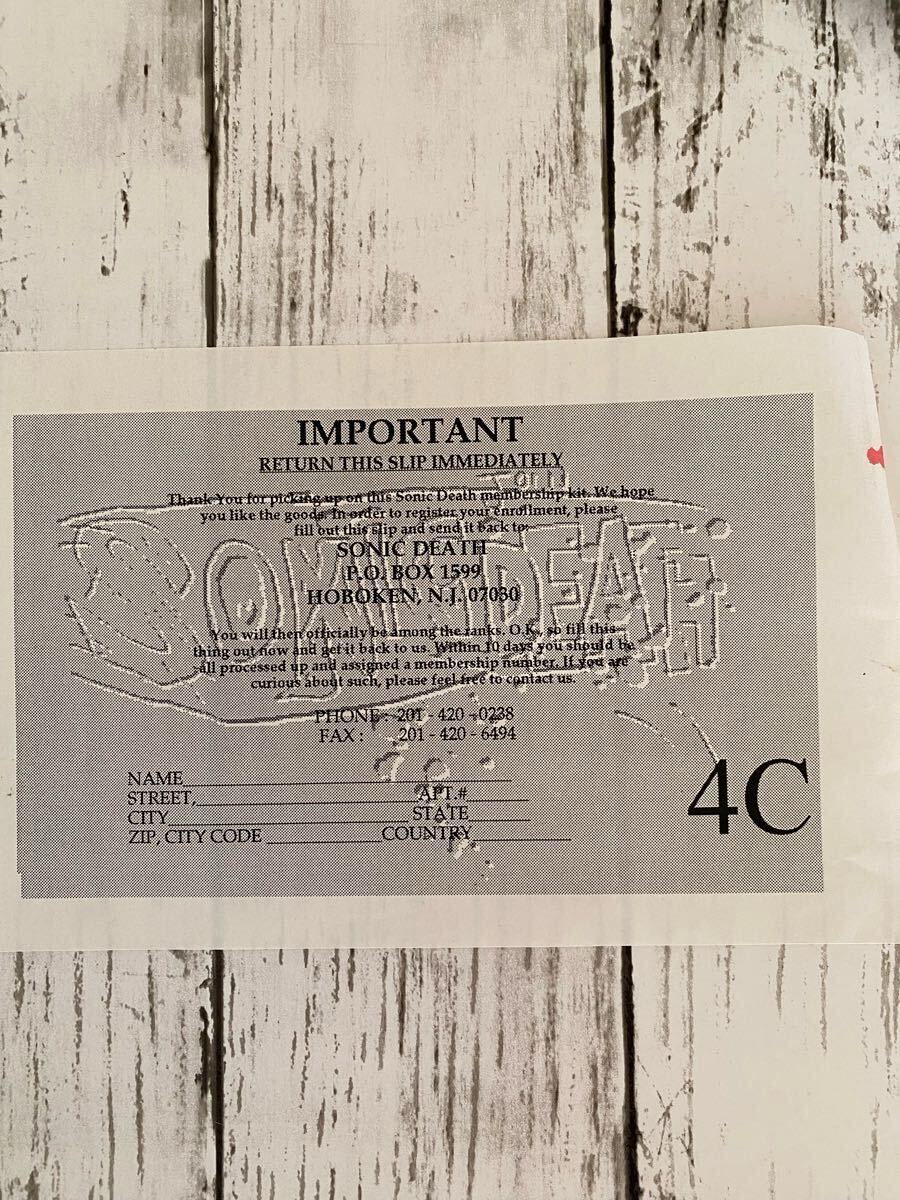 IMPORTANT
RETURN THIS SLIP IMMEDIATELY
Thank You for picking up on this Sonic Death membership kit. We hope
you like the goods. In order to register your enrollment, please
fill out this slip and send it back to:
SONIC DEATH
P.O. BOX 1599
HOBOKEN, N.J. 07030
You will then officially be among the ranks. O.K., so fill this
thing out now and get it back to us. Within 10 days you should be
all processed up and assigned a membership number. If you are
curious about such, please feel free to contact us.
PHONE : 201 - 420 - 0238
FAX : 201 - 420 - 6494
NAME
STREET, APT.#
CITY STATE
ZIP, CITY CODE COUNTRY
4C
SONIC DEATH